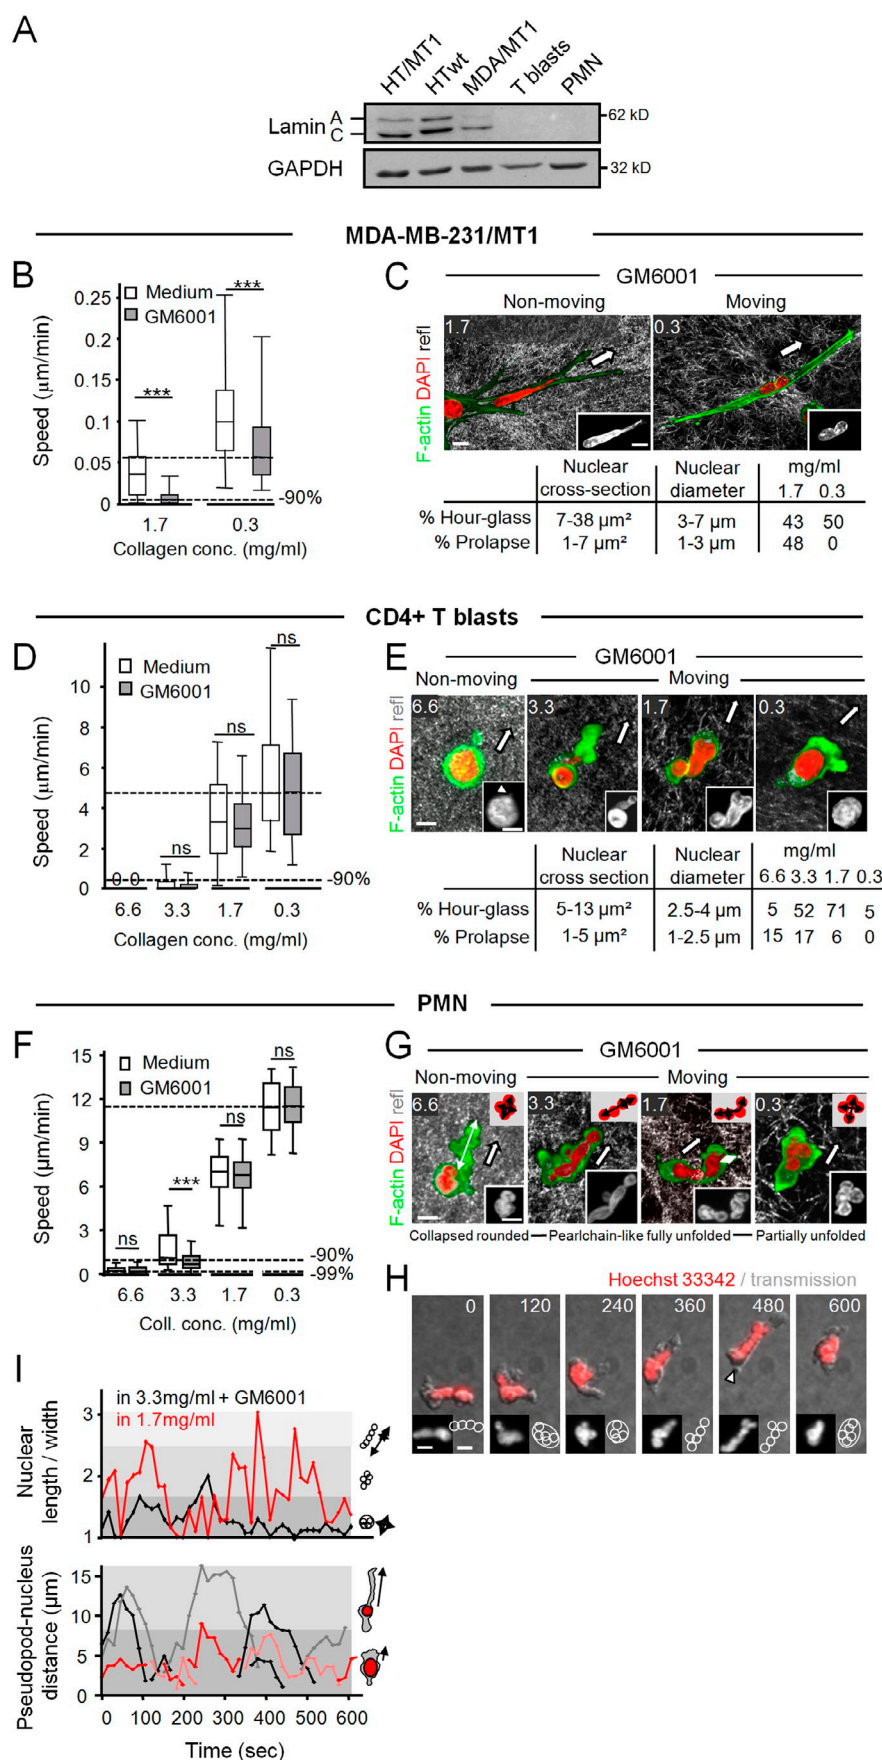 A
HT/MT1
HTwt
MDA/MT1
T blasts
PMN
Lamin
A
C
62 kD
GAPDH
32 kD
MDA-MB-231/MT1
B
Speed (µm/min)
0.25
0.2
0.15
0.1
0.05
0
Medium
GM6001
***
***
-90%
1.7
0.3
Collagen conc. (mg/ml)
C
GM6001
Non-moving
Moving
F-actin DAPI refl
1.7
0.3
Nuclear cross-section
Nuclear diameter
mg/ml
1.7 0.3
% Hour-glass 7-38 µm² 3-7 µm 43 50
% Prolapse 1-7 µm² 1-3 µm 48 0
CD4+ T blasts
D
Speed (µm/min)
10
8
6
4
2
0
Medium
GM6001
0 0
ns
ns
ns
-90%
6.6
3.3
1.7
0.3
Collagen conc. (mg/ml)
E
GM6001
Non-moving
Moving
F-actin DAPI refl
6.6
3.3
1.7
0.3
Nuclear cross section
Nuclear diameter
mg/ml
6.6 3.3 1.7 0.3
% Hour-glass 5-13 µm² 2.5-4 µm 5 52 71 5
% Prolapse 1-5 µm² 1-2.5 µm 15 17 6 0
PMN
F
Speed (µm/min)
15
12
9
6
3
0
Medium
GM6001
ns
***
ns
ns
-90%
-99%
6.6
3.3
1.7
0.3
Coll. conc. (mg/ml)
G
GM6001
Non-moving
Moving
F-actin DAPI refl
6.6
3.3
1.7
0.3
Collapsed rounded
Pearlchain-like fully unfolded
Partially unfolded
H
Hoechst 33342 / transmission
0
120
240
360
480
600
I
in 3.3mg/ml + GM6001
in 1.7mg/ml
Nuclear length / width
3
2
1
Pseudopod-nucleus distance (µm)
15
10
5
0
0 100 200 300 400 500 600
Time (sec)